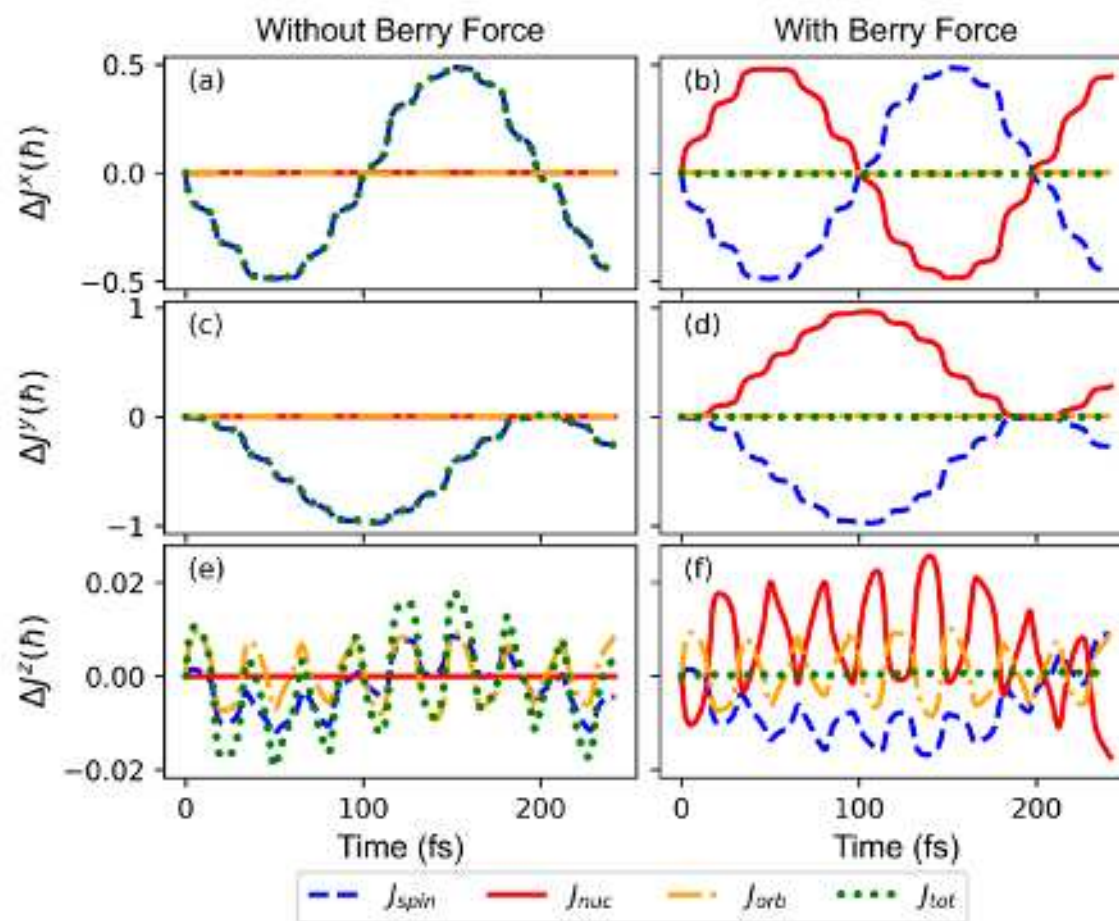 Without Berry Force
With Berry Force
(a)
(b)
ΔJˣ(ℏ)
0.5
0.0
−0.5
(c)
(d)
ΔJʸ(ℏ)
1
0
−1
(e)
(f)
ΔJᶻ(ℏ)
0.02
0.00
−0.02
0 100 200
0 100 200
Time (fs)
Time (fs)
J_spin J_nuc J_orb J_tot